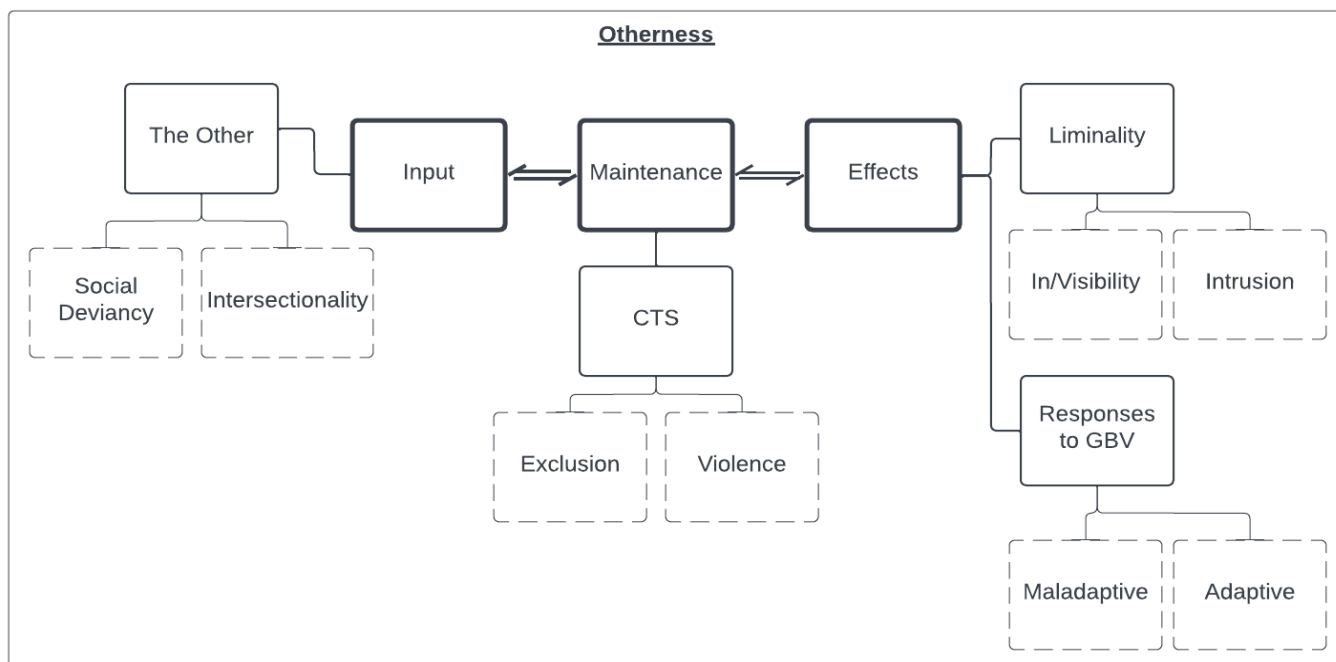 Otherness
The Other
Input
Maintenance
Effects
Liminality
Social
Deviancy
Intersectionality
CTS
In/Visibility
Intrusion
Exclusion
Violence
Responses
to GBV
Maladaptive
Adaptive